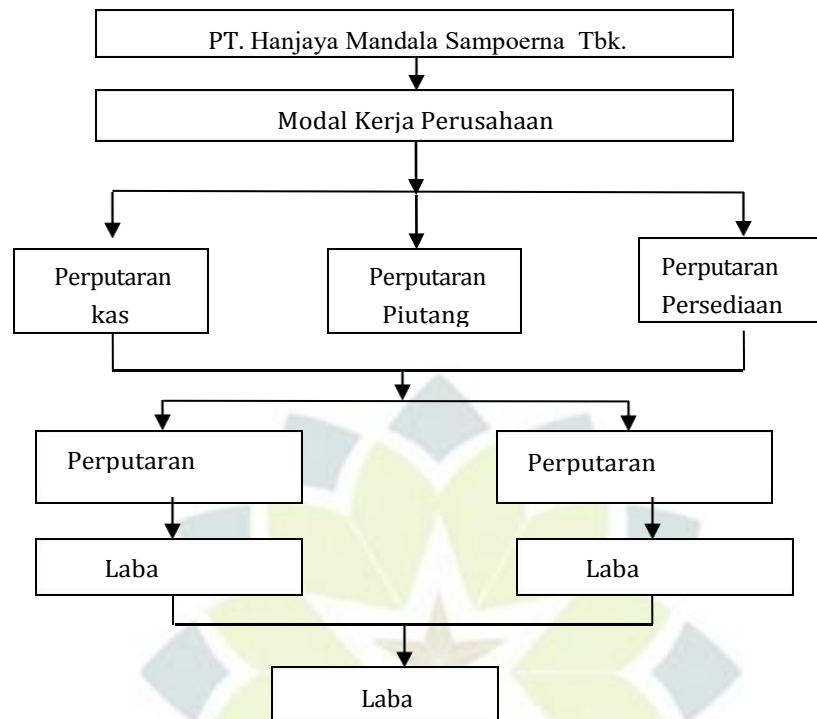 PT. Hanjaya Mandala Sampoerna Tbk.
Modal Kerja Perusahaan
Perputaran
kas
Perputaran
Piutang
Perputaran
Persediaan
Perputaran
Perputaran
Laba
Laba
Laba